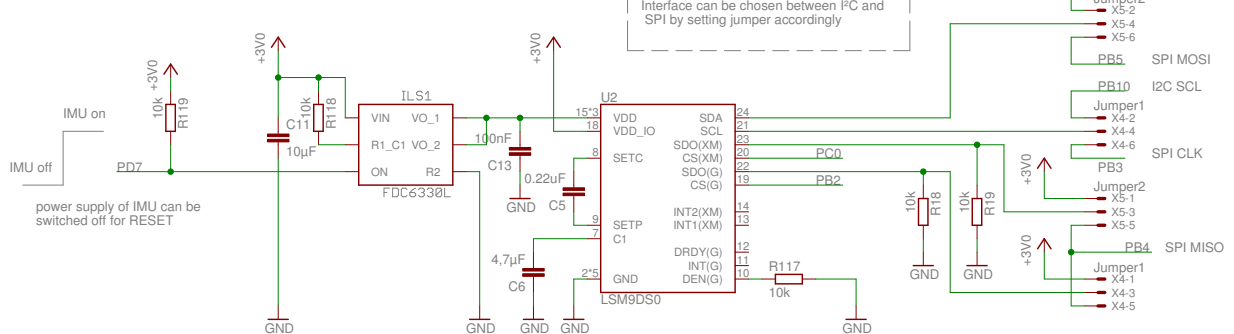 Interface can be chosen between I²C and
SPI by setting jumper accordingly
X5-2
X5-4
X5-6
PB5 SPI MOSI
PB10 I2C SCL
Jumper1
X4-2
X4-4
X4-6
SPI CLK
PB3
+3V0
+3V0
+3V0
IMU on
IMU off
10k
R119
PD7
power supply of IMU can be
switched off for RESET
C11
10µF
10k
R118
ILS1
VIN VO_1
R1_C1 VO_2
ON R2
FDC6330L
100nF
C13
GND
0.22uF
C5
4,7µF
C6
U2
15*3 VDD SDA 24
18 VDD_IO SCL 21
SDO(XM) 23
8 SETC CS(XM) 20 PC0
SDO(G) 22
CS(G) 19 PB2
INT2(XM) 14
9 SETP INT1(XM) 13
7 C1
DRDY(G) 12
INT(G) 11
2*5 GND DEN(G) 10
LSM9DS0
R117
10k
10k
R18
10k
R19
GND
GND
+3V0
Jumper2
X5-1
X5-3
X5-5
PB4 SPI MISO
+3V0
Jumper1
X4-1
X4-3
X4-5
GND
GND
GND
GND
GND